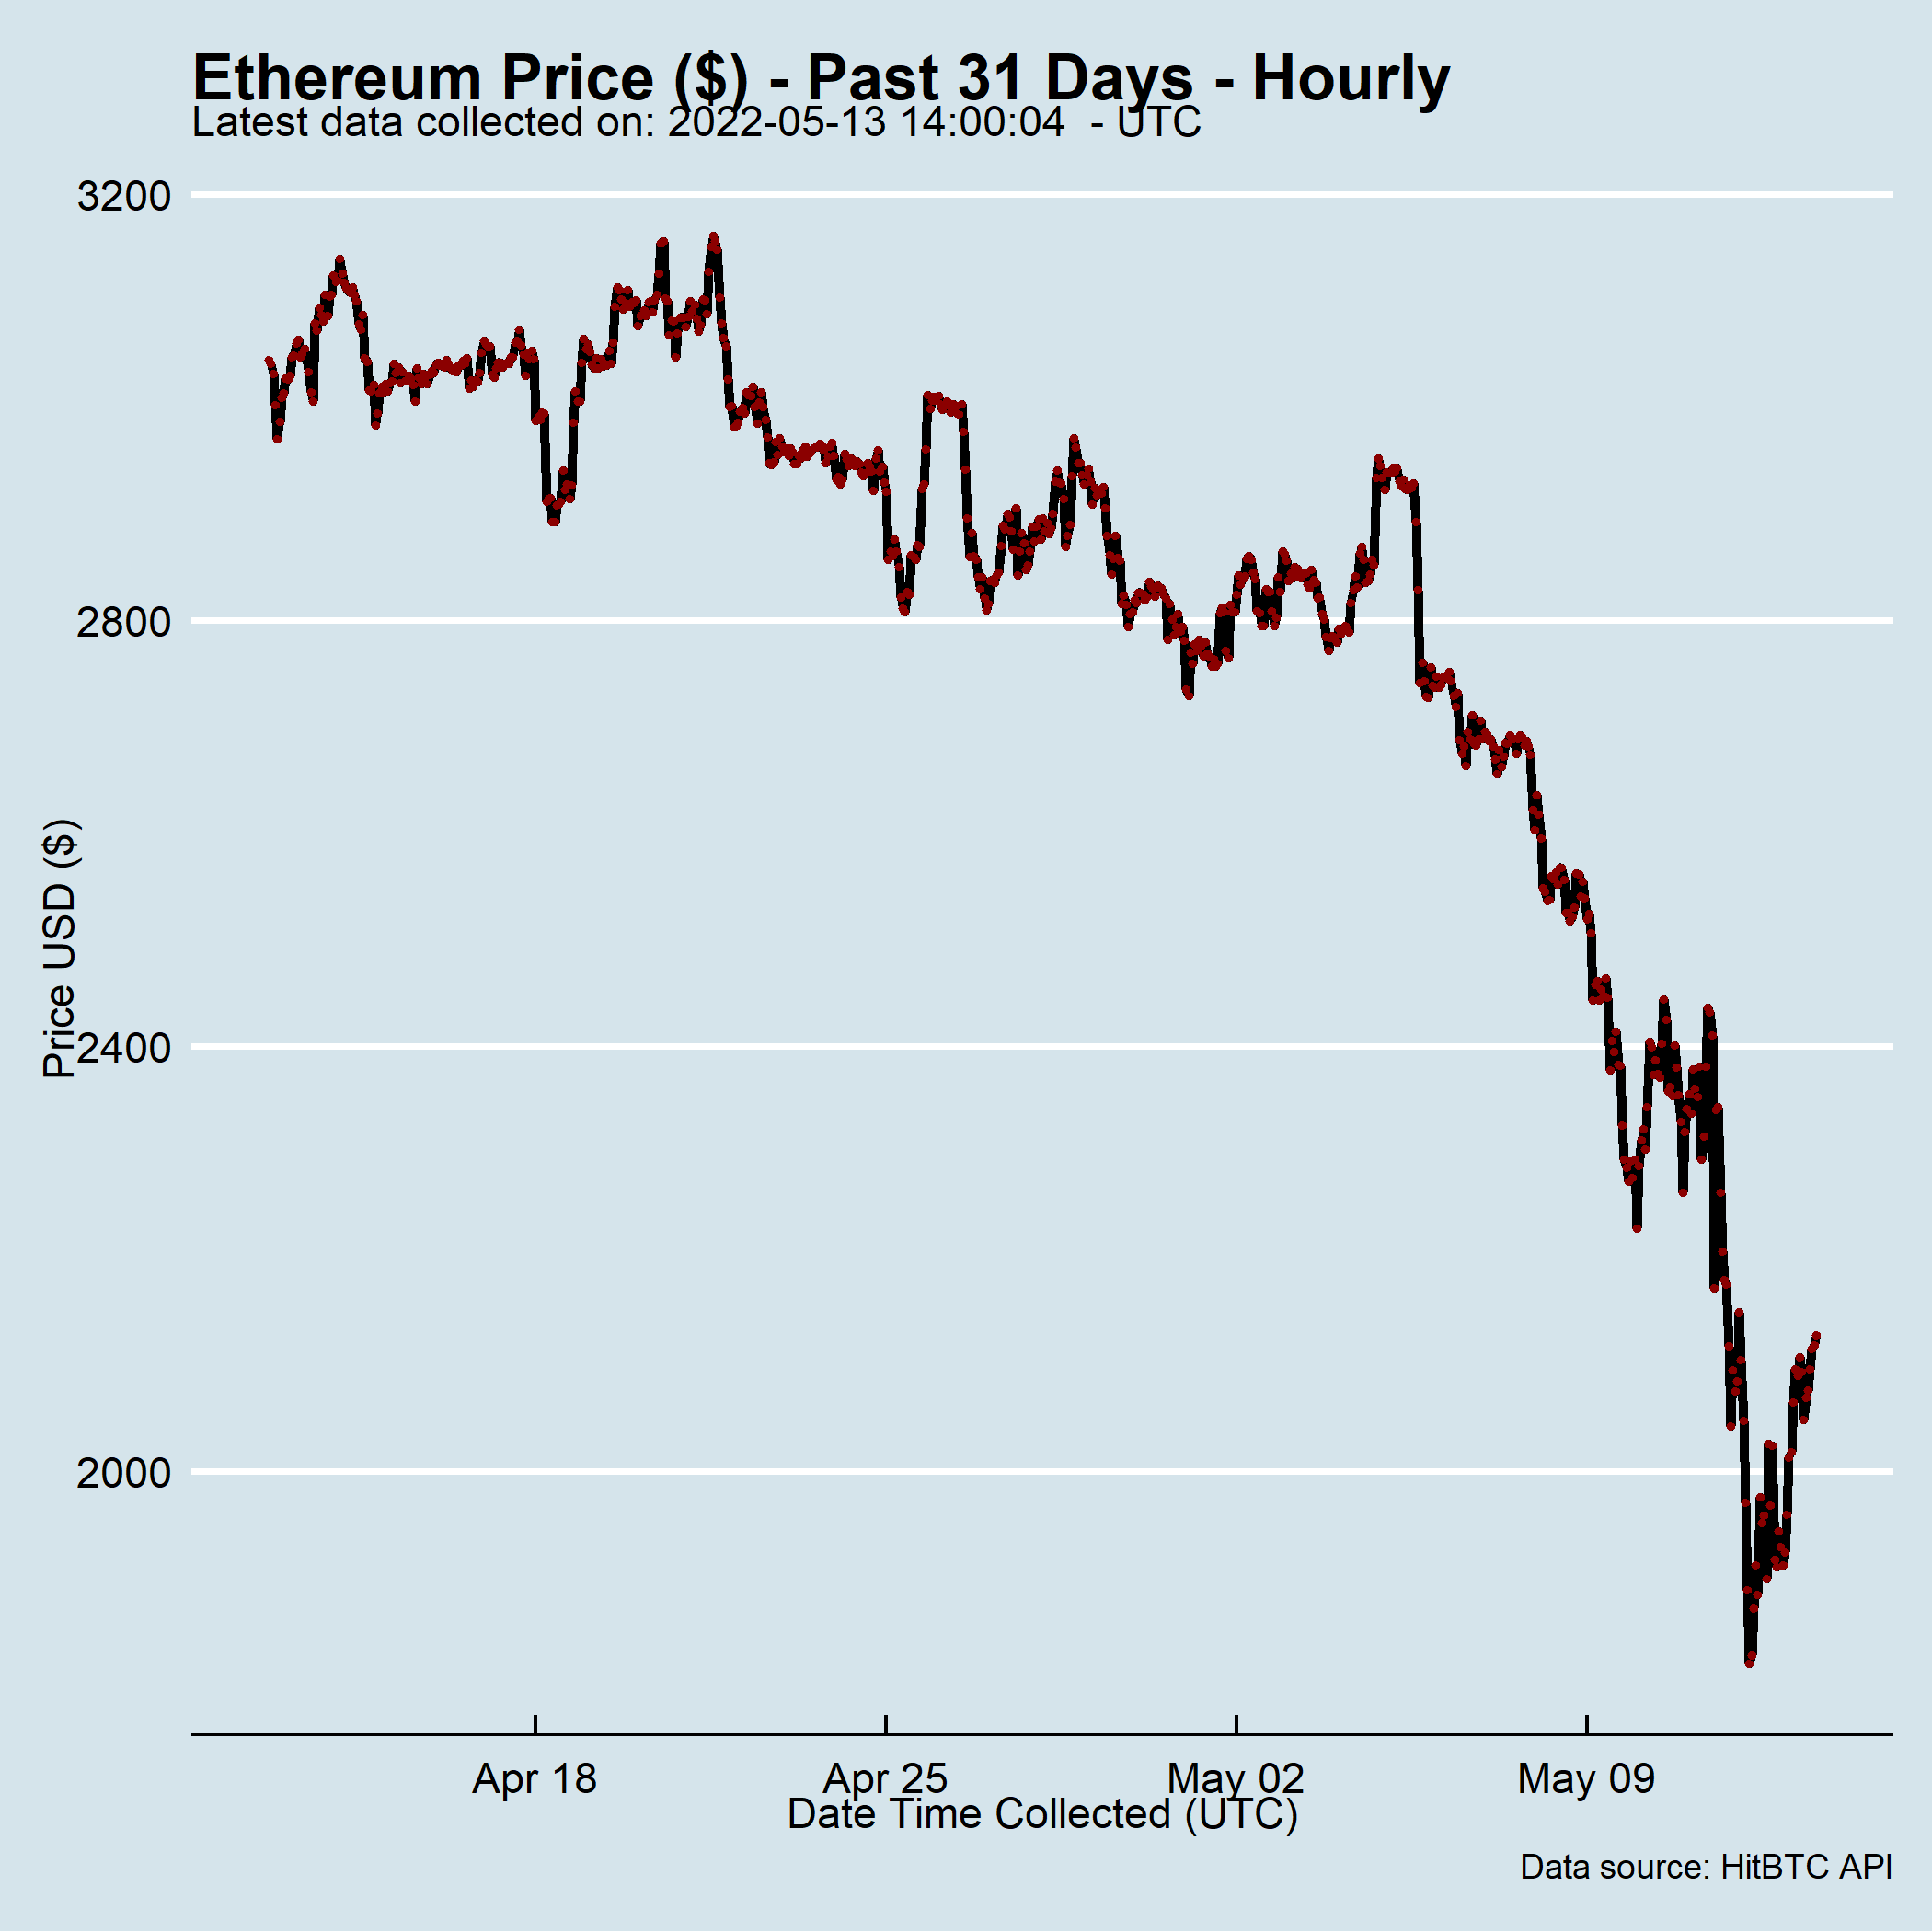 Ethereum Price ($) - Past 31 Days - Hourly
Latest data collected on: 2022-05-13 14:00:04  - UTC
3200
2800
2400
2000
Price USD ($)
Apr 18
Apr 25
May 02
May 09
Date Time Collected (UTC)
Data source: HitBTC API